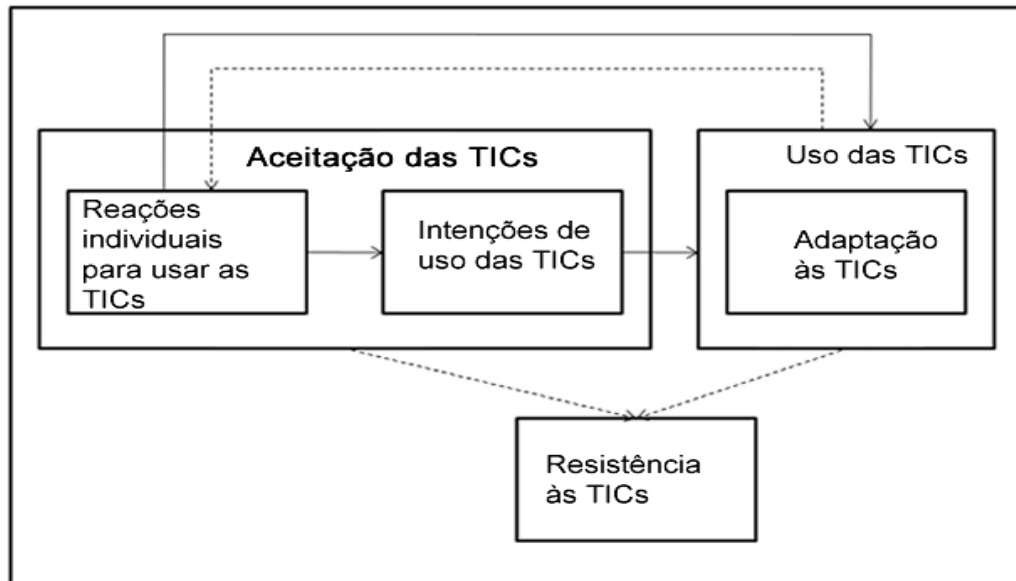 Aceitação das TICs
Reações
individuais
para usar as
TICs
Intenções de
uso das TICs
Uso das TICs
Adaptação
às TICs
Resistência
às TICs